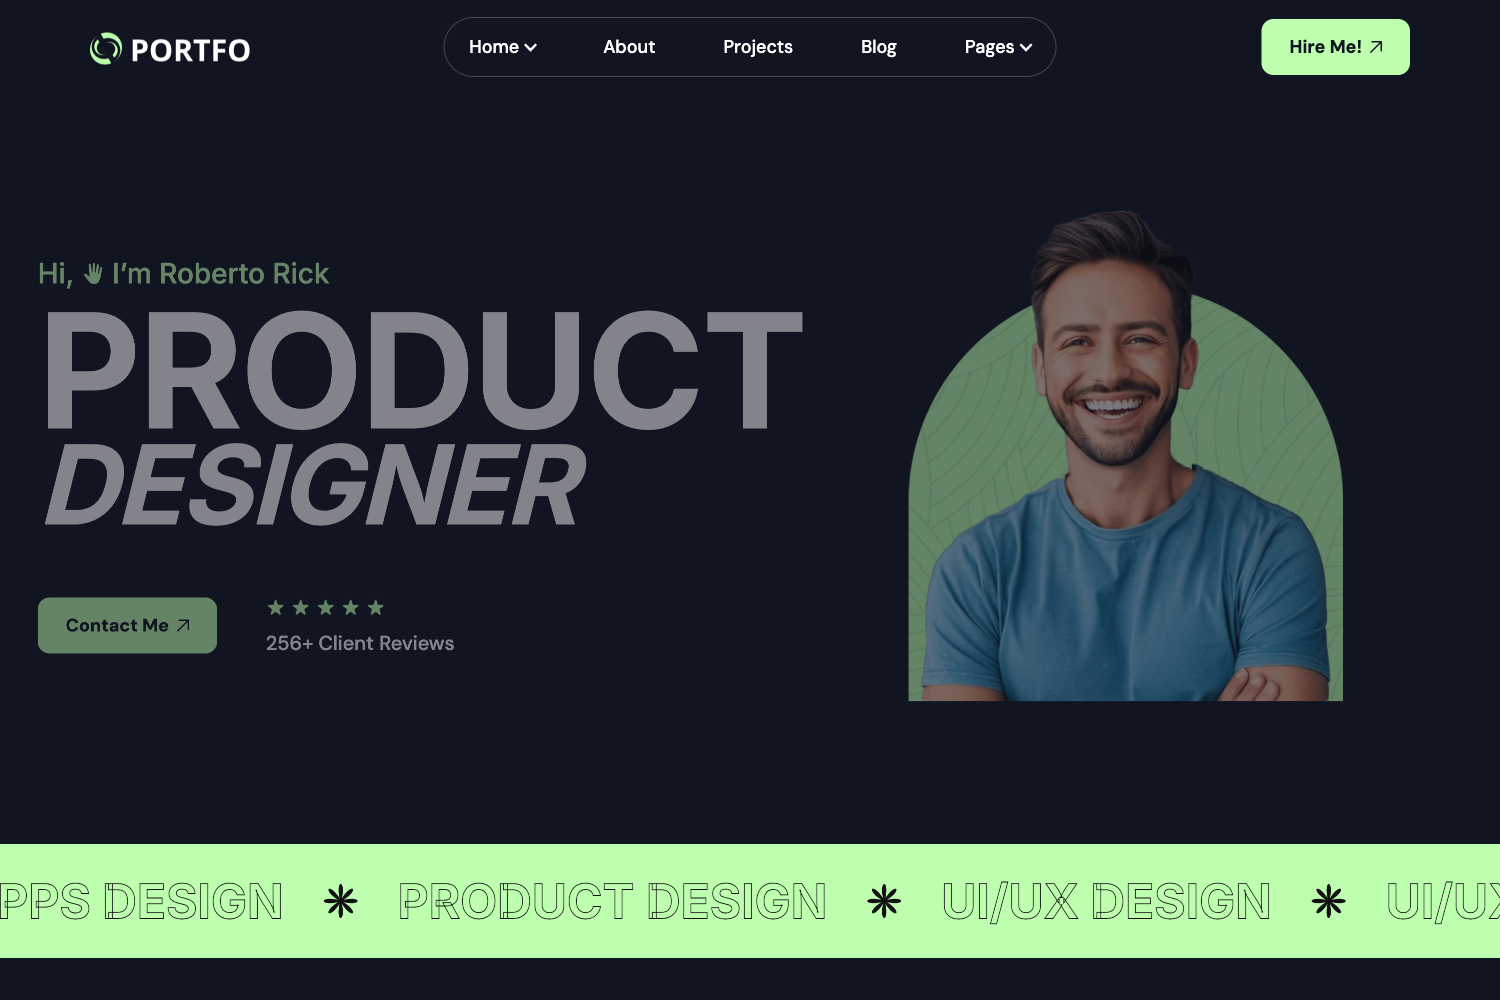 PORTFO
Home
About
Projects
Blog
Pages
Hire Me!
Hi, I’m Roberto Rick
PRODUCT
DESIGNER
Contact Me
256+ Client Reviews
PPS DESIGN PRODUCT DESIGN UI/UX DESIGN UI/UX